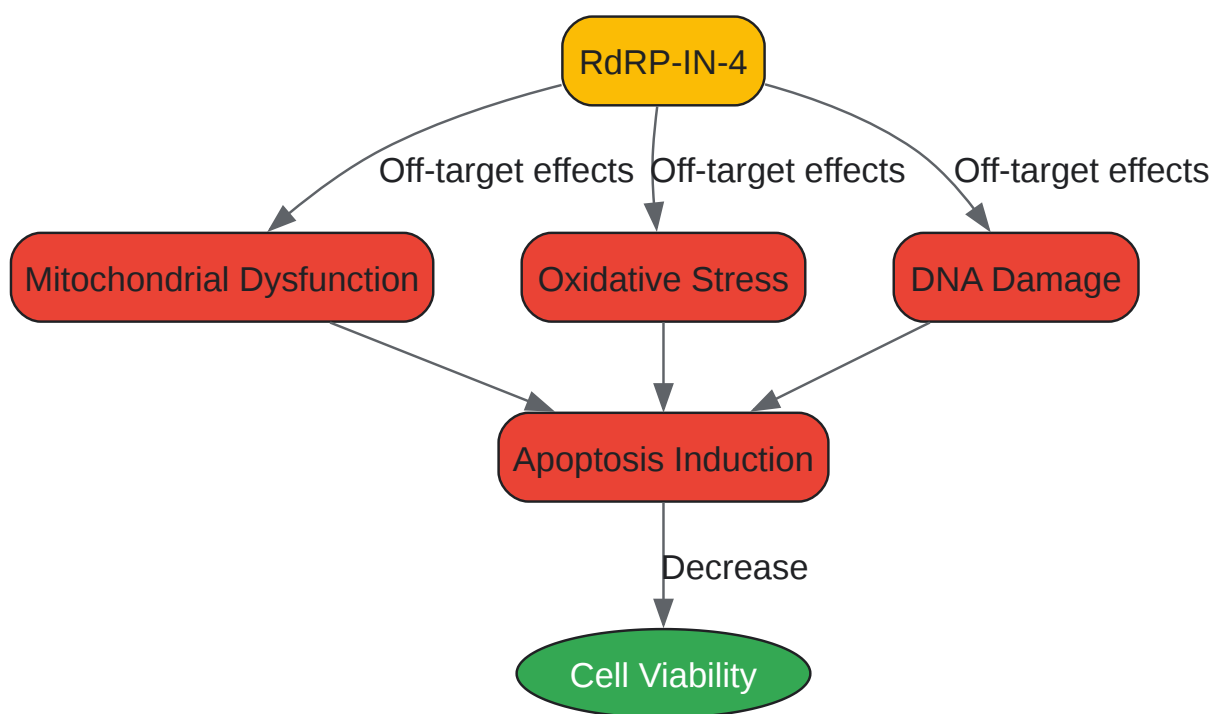 RdRP-IN-4
Off-target effects
Off-target effects
Off-target effects
Mitochondrial Dysfunction
Oxidative Stress
DNA Damage
Apoptosis Induction
Decrease
Cell Viability